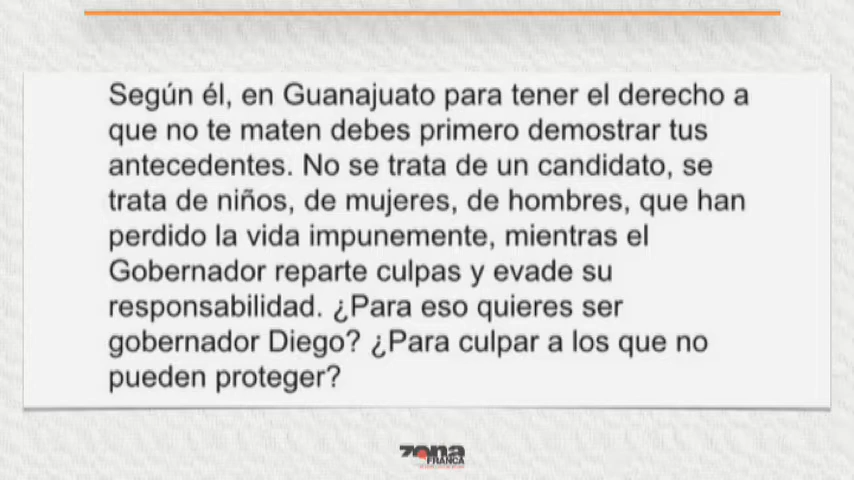 Según él, en Guanajuato para tener el derecho a
que no te maten debes primero demostrar tus
antecedentes. No se trata de un candidato, se
trata de niños, de mujeres, de hombres, que han
perdido la vida impunemente, mientras el
Gobernador reparte culpas y evade su
responsabilidad. ¿Para eso quieres ser
gobernador Diego? ¿Para culpar a los que no
pueden proteger?
zona
FRANCA